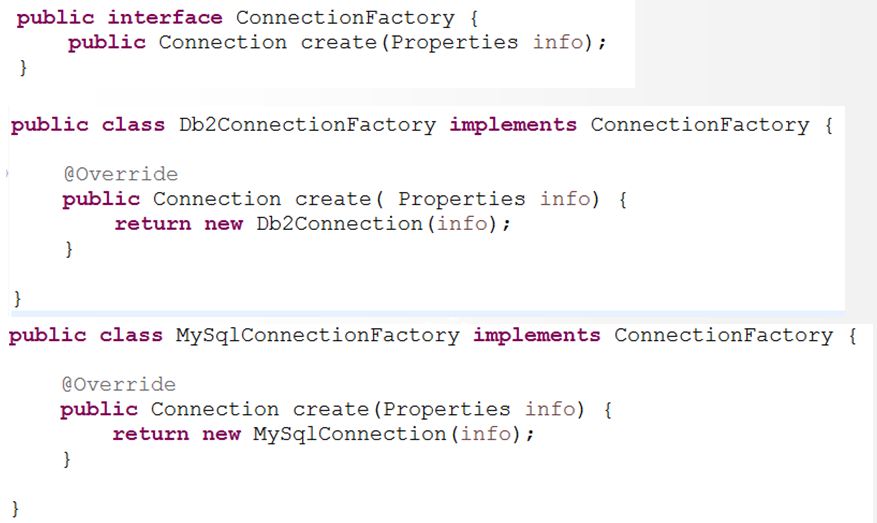 public interface ConnectionFactory {
public Connection create(Properties info);
}
public class Db2ConnectionFactory implements ConnectionFactory {
@Override
public Connection create( Properties info) {
return new Db2Connection(info);
}
}
public class MySqlConnectionFactory implements ConnectionFactory {
@Override
public Connection create(Properties info) {
return new MySqlConnection(info);
}
}